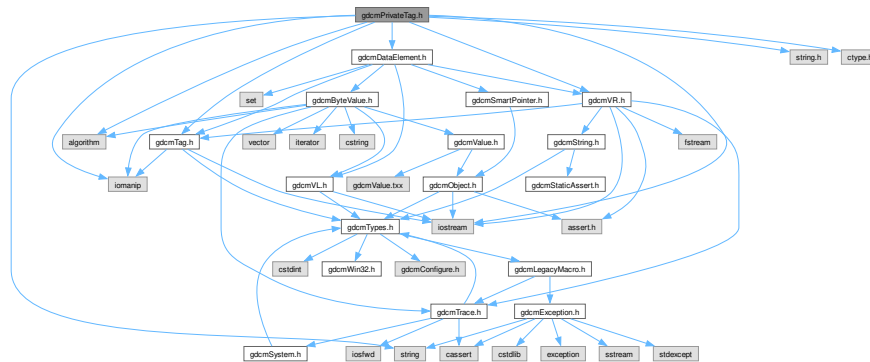 gdcmPrivateTag.h
gdcmDataElement.h
string.h
ctype.h
set
gdcmByteValue.h
gdcmSmartPointer.h
gdcmVR.h
algorithm
gdcmTag.h
vector
iterator
cstring
gdcmValue.h
gdcmString.h
fstream
iomanip
gdcmVL.h
gdcmValue.txx
gdcmObject.h
gdcmStaticAssert.h
gdcmTypes.h
iostream
assert.h
cstdint
gdcmWin32.h
gdcmConfigure.h
gdcmLegacyMacro.h
gdcmTrace.h
gdcmException.h
gdcmSystem.h
iosfwd
string
cassert
cstdlib
exception
sstream
stdexcept